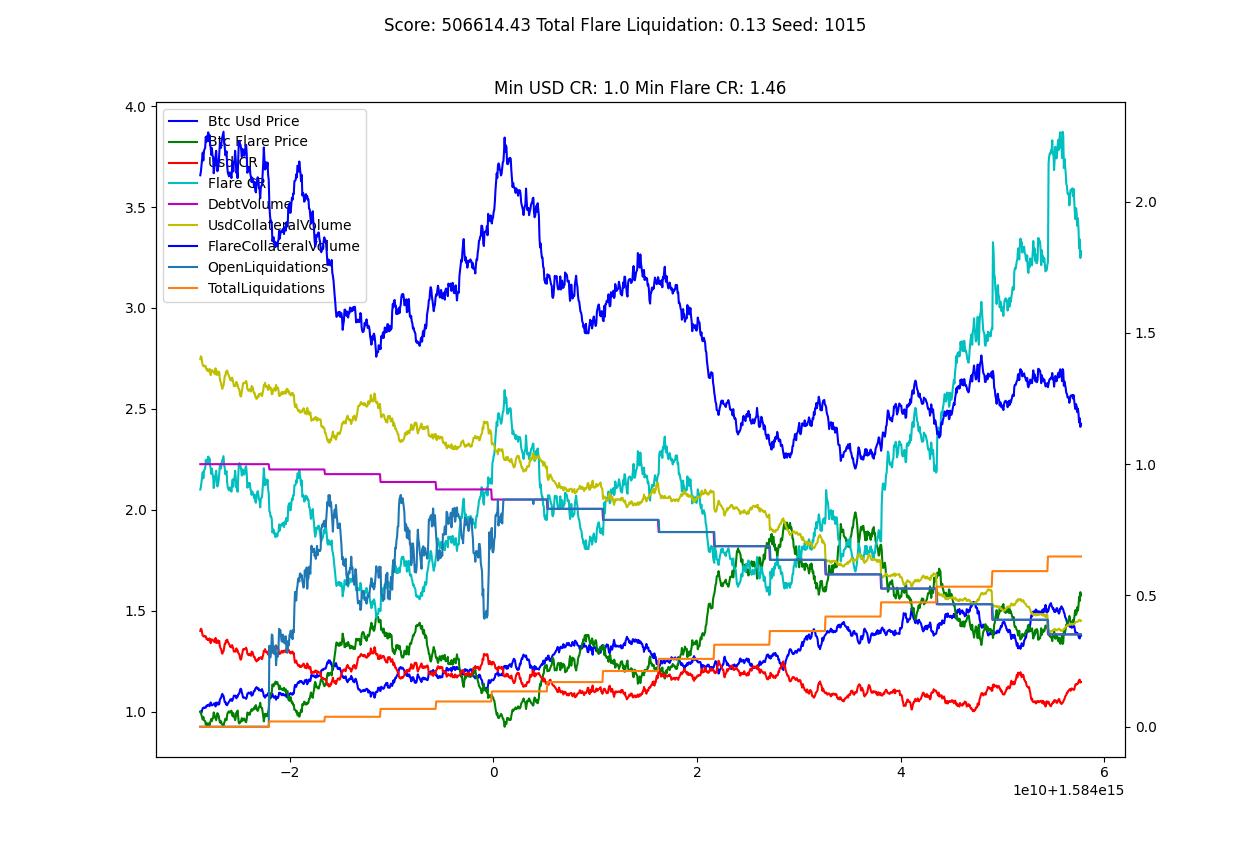 Score: 506614.43 Total Flare Liquidation: 0.13 Seed: 1015
Min USD CR: 1.0 Min Flare CR: 1.46
Btc Usd Price
Btc Flare Price
Usd CR
Flare CR
DebtVolume
UsdCollateralVolume
FlareCollateralVolume
OpenLiquidations
TotalLiquidations
4.0
3.5
3.0
2.5
2.0
1.5
1.0
2.0
1.5
1.0
0.5
0.0
−2
0
2
4
6
1e10+1.584e15